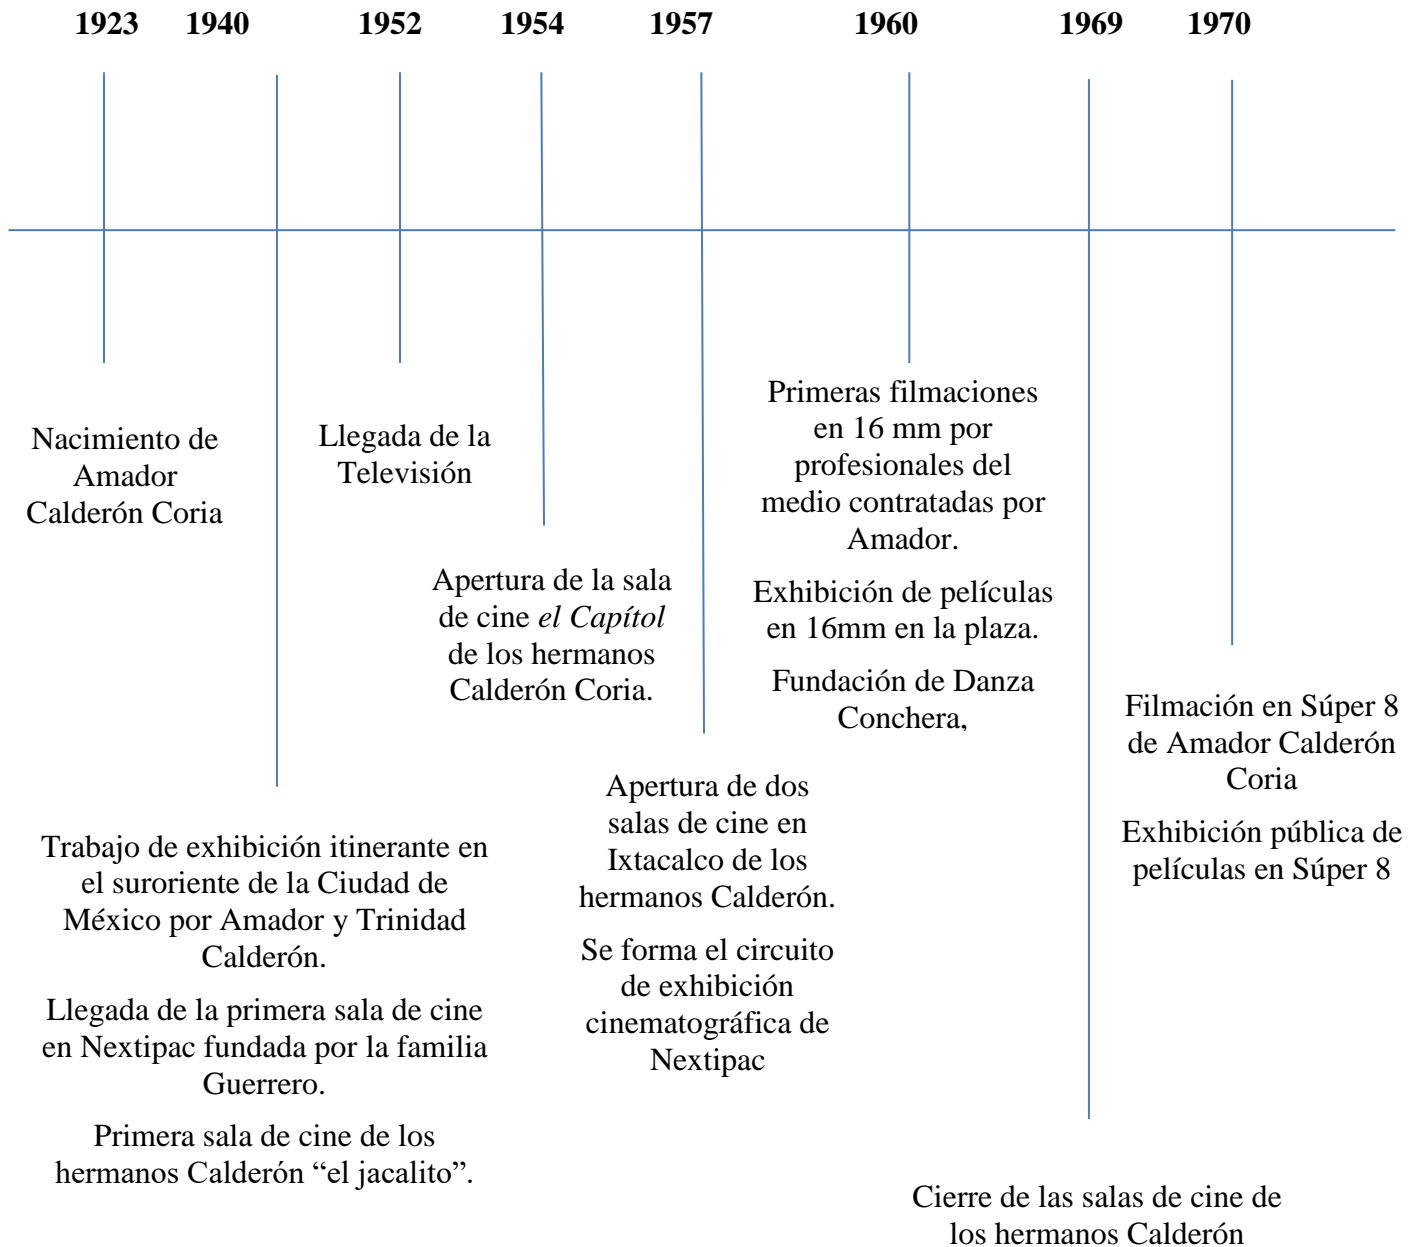 1923 1940 1952 1954 1957 1960 1969 1970
Nacimiento de
Amador
Calderón Coria
Trabajo de exhibición itinerante en
el suroriente de la Ciudad de
México por Amador y Trinidad
Calderón.
Llegada de la primera sala de cine
en Nextipac fundada por la familia
Guerrero.
Primera sala de cine de los
hermanos Calderón “el jacalito”.
Llegada de la
Televisión
Apertura de la sala
de cine el Capítol
de los hermanos
Calderón Coria.
Apertura de dos
salas de cine en
Ixtacalco de los
hermanos Calderón.
Se forma el circuito
de exhibición
cinematográfica de
Nextipac
Primeras filmaciones
en 16 mm por
profesionales del
medio contratadas por
Amador.
Exhibición de películas
en 16mm en la plaza.
Fundación de Danza
Conchera,
Cierre de las salas de cine de
los hermanos Calderón
Filmación en Súper 8
de Amador Calderón
Coria
Exhibición pública de
películas en Súper 8